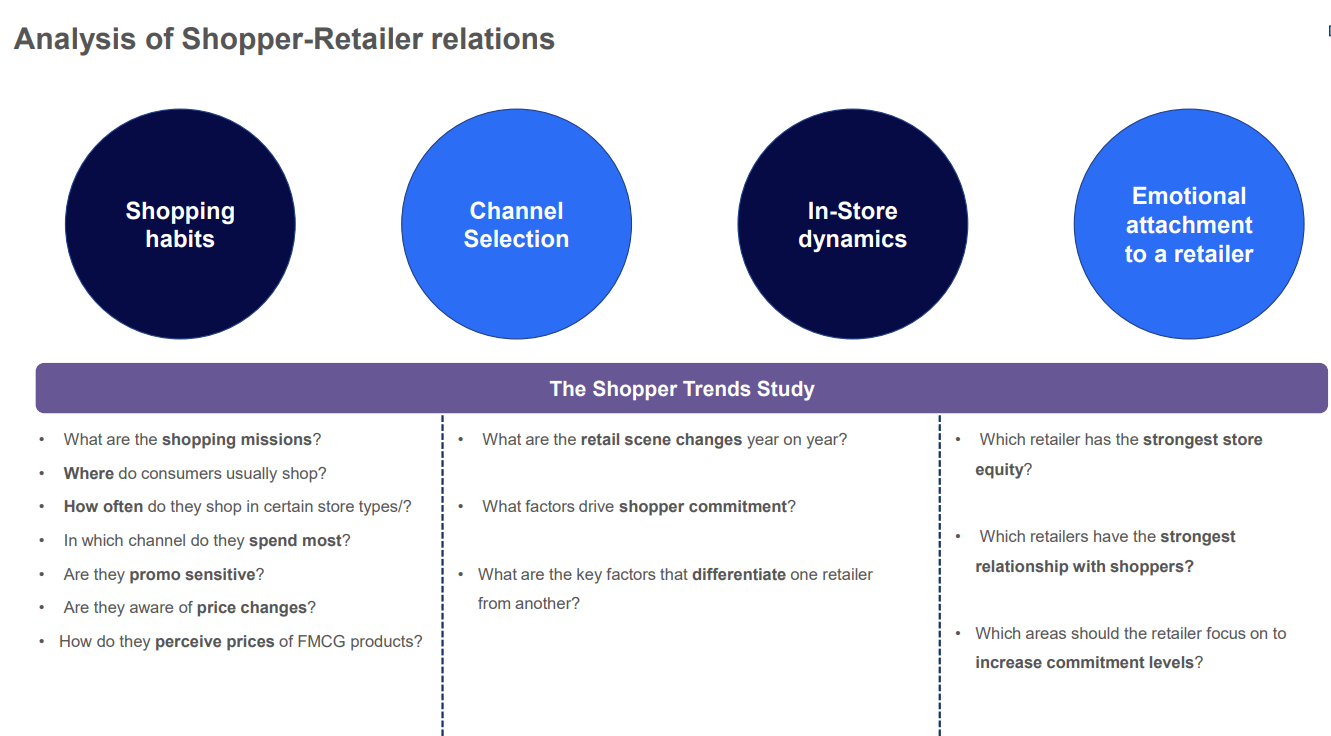 Analysis of Shopper-Retailer relations
Shopping
habits
Channel
Selection
In-Store
dynamics
Emotional
attachment
to a retailer
The Shopper Trends Study
• What are the shopping missions?
• Where do consumers usually shop?
• How often do they shop in certain store types/?
• In which channel do they spend most?
• Are they promo sensitive?
• Are they aware of price changes?
• How do they perceive prices of FMCG products?
• What are the retail scene changes year on year?
• What factors drive shopper commitment?
• What are the key factors that differentiate one retailer
from another?
• Which retailer has the strongest store
equity?
• Which retailers have the strongest
relationship with shoppers?
• Which areas should the retailer focus on to
increase commitment levels?